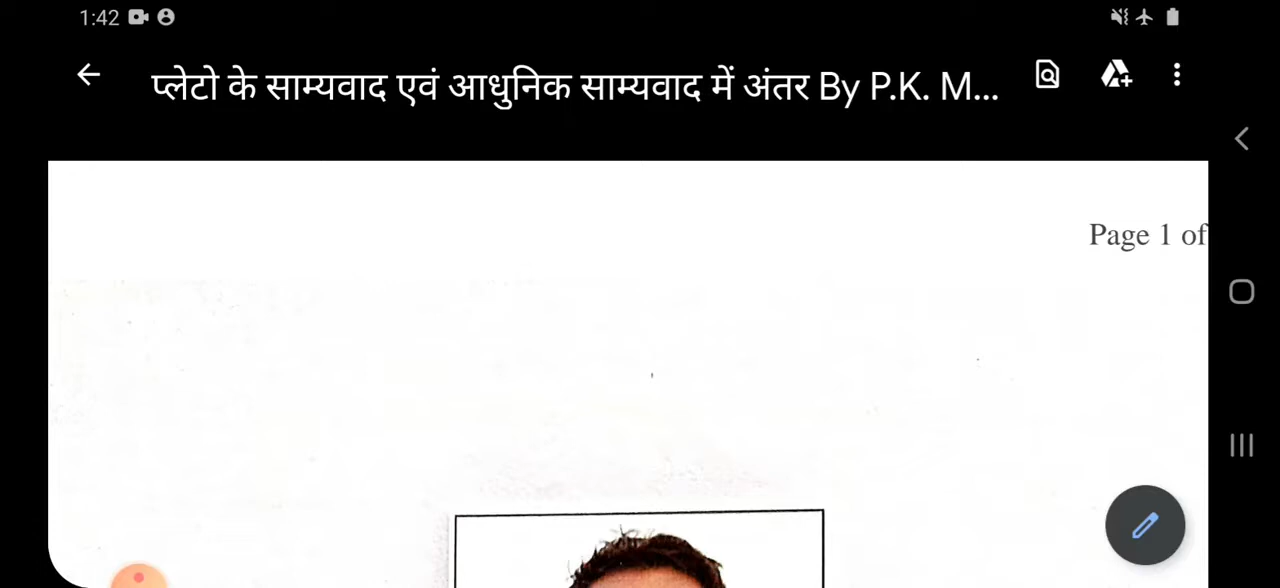 1:42
प्लेटो के साम्यवाद एवं आधुनिक साम्यवाद में अंतर By P.K. M...
Page 1 of